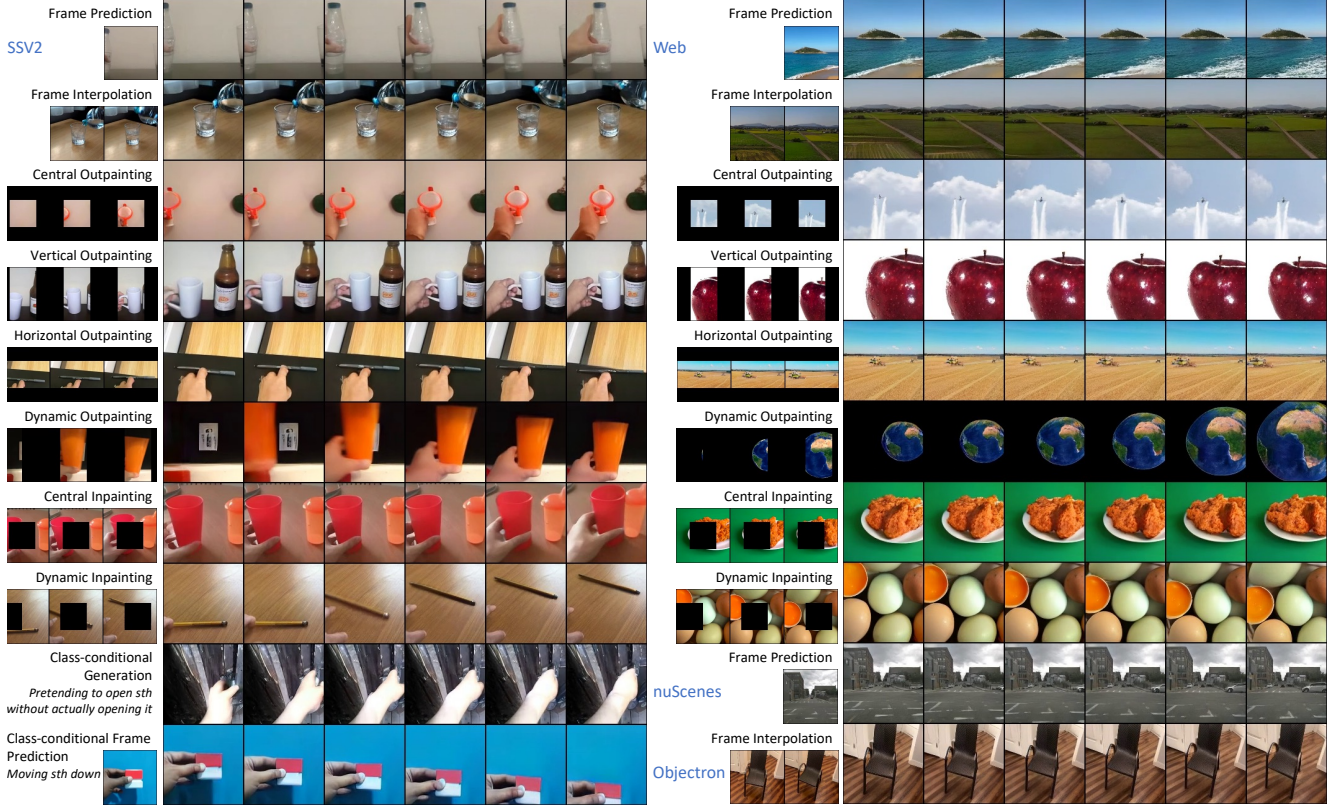 Frame Prediction
SSV2
Frame Interpolation
Central Outpainting
Vertical Outpainting
Horizontal Outpainting
Dynamic Outpainting
Central Inpainting
Dynamic Inpainting
Class-conditional
Generation
Pretending to open sth
without actually opening it
Class-conditional Frame
Prediction
Moving sth down
Frame Prediction
Web
Frame Interpolation
Central Outpainting
Vertical Outpainting
Horizontal Outpainting
Dynamic Outpainting
Central Inpainting
Dynamic Inpainting
Frame Prediction
nuScenes
Frame Interpolation
Objectron